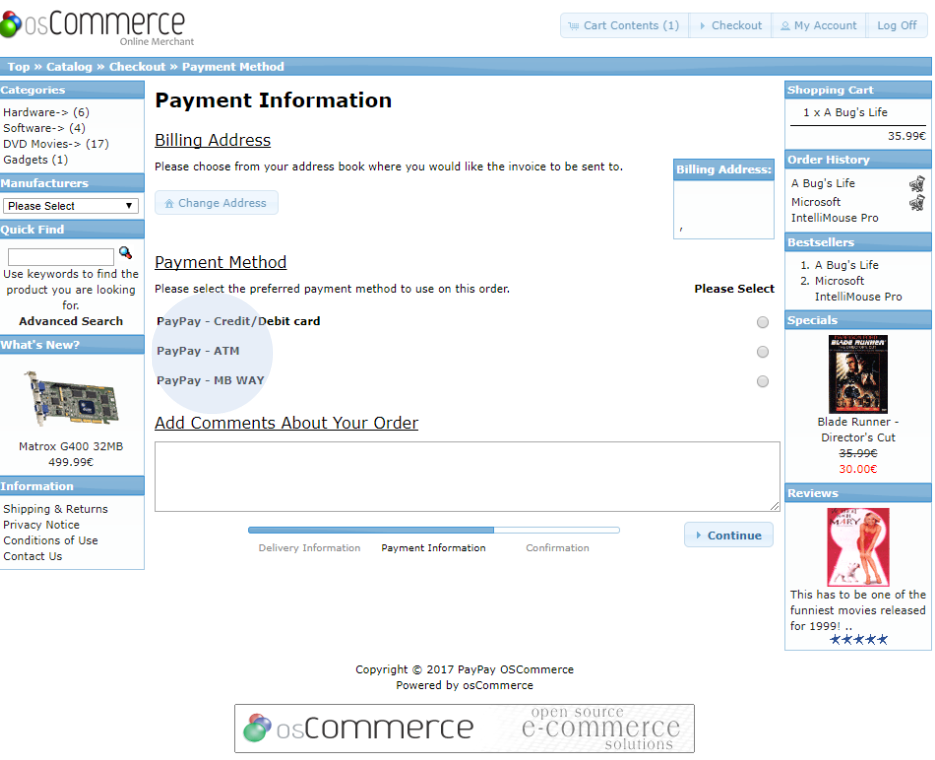 osCommerce
Online Merchant
Cart Contents (1)
Checkout
My Account
Log Off
Top » Catalog » Checkout » Payment Method
Categories
Hardware-> (6)
Software-> (4)
DVD Movies-> (17)
Gadgets (1)
Manufacturers
Please Select
Quick Find
Use keywords to find the
product you are looking
for.
Advanced Search
What's New?
Matrox G400 32MB
499.99€
Information
Shipping & Returns
Privacy Notice
Conditions of Use
Contact Us
Payment Information
Billing Address
Please choose from your address book where you would like the invoice to be sent to.
Change Address
Billing Address:
,
Payment Method
Please select the preferred payment method to use on this order.
Please Select
PayPay - Credit/Debit card
PayPay - ATM
PayPay - MB WAY
Add Comments About Your Order
Delivery Information
Payment Information
Confirmation
Continue
Shopping Cart
1 x A Bug's Life
35.99€
Order History
A Bug's Life
Microsoft
IntelliMouse Pro
Bestsellers
1. A Bug's Life
2. Microsoft
IntelliMouse Pro
Specials
BLADE RUNNER
Blade Runner -
Director's Cut
35.99€
30.00€
Reviews
MARY
This has to be one of the
funniest movies released
for 1999! ..
Copyright © 2017 PayPay OSCommerce
Powered by osCommerce
osCommerce
open source
e-commerce
solutions